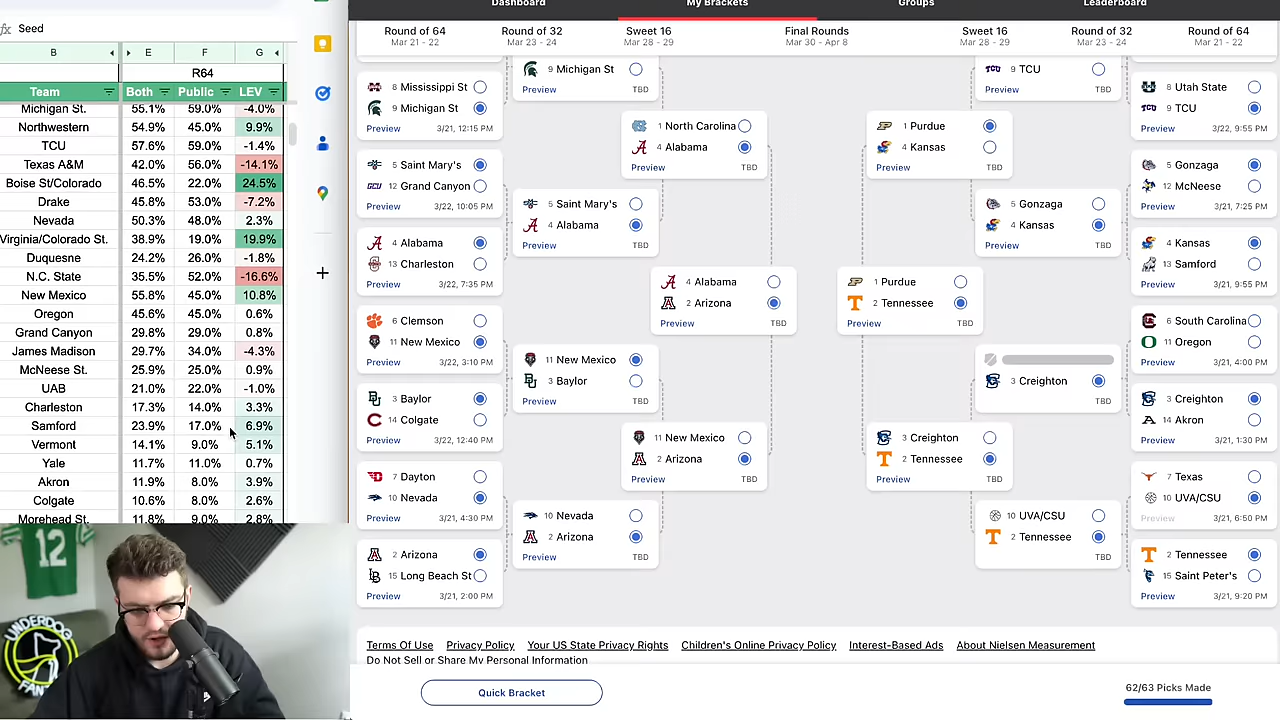 fx Seed
B E F G
R64
Team Both Public LEV
Michigan St. 55.1% 59.0% -4.0%
Northwestern 54.9% 45.0% 9.9%
TCU 57.6% 59.0% -1.4%
Texas A&M 42.0% 56.0% -14.1%
Boise St/Colorado 46.5% 22.0% 24.5%
Drake 45.8% 53.0% -7.2%
Nevada 50.3% 48.0% 2.3%
Virginia/Colorado St. 38.9% 19.0% 19.9%
Duquesne 24.2% 26.0% -1.8%
N.C. State 35.5% 52.0% -16.6%
New Mexico 55.8% 45.0% 10.8%
Oregon 45.6% 45.0% 0.6%
Grand Canyon 29.8% 29.0% 0.8%
James Madison 29.7% 34.0% -4.3%
McNeese St. 25.9% 25.0% 0.9%
UAB 21.0% 22.0% -1.0%
Charleston 17.3% 14.0% 3.3%
Samford 23.9% 17.0% 6.9%
Vermont 14.1% 9.0% 5.1%
Yale 11.7% 11.0% 0.7%
Akron 11.9% 8.0% 3.9%
Colgate 10.6% 8.0% 2.6%
Morehead St. 11.8% 9.0% 2.8%
12
UNDERDOG
Dashboard My Brackets Groups Leaderboard
Round of 64 Round of 32 Sweet 16 Final Rounds Sweet 16 Round of 32 Round of 64
Mar 21 - 22 Mar 23 - 24 Mar 28 - 29 Mar 30 - Apr 8 Mar 28 - 29 Mar 23 - 24 Mar 21 - 22
8 Mississippi St
9 Michigan St
Preview 3/21, 12:15 PM
5 Saint Mary's
12 Grand Canyon
Preview 3/22, 10:05 PM
4 Alabama
13 Charleston
Preview 3/22, 7:35 PM
6 Clemson
11 New Mexico
Preview 3/22, 3:10 PM
3 Baylor
14 Colgate
Preview 3/22, 12:40 PM
7 Dayton
10 Nevada
Preview 3/21, 4:30 PM
2 Arizona
15 Long Beach St
Preview 3/21, 2:00 PM
9 Michigan St
Preview TBD
5 Saint Mary's
4 Alabama
Preview TBD
11 New Mexico
3 Baylor
Preview TBD
10 Nevada
2 Arizona
Preview TBD
1 North Carolina
4 Alabama
Preview TBD
11 New Mexico
2 Arizona
Preview TBD
4 Alabama
2 Arizona
Preview TBD
1 Purdue
2 Tennessee
Preview TBD
1 Purdue
4 Kansas
Preview TBD
3 Creighton
2 Tennessee
Preview TBD
9 TCU
Preview TBD
5 Gonzaga
4 Kansas
Preview TBD
3 Creighton
TBD
10 UVA/CSU
2 Tennessee
TBD
8 Utah State
9 TCU
Preview 3/22, 9:55 PM
5 Gonzaga
12 McNeese
Preview 3/21, 7:25 PM
4 Kansas
13 Samford
Preview 3/21, 9:55 PM
6 South Carolina
11 Oregon
Preview 3/21, 4:00 PM
3 Creighton
14 Akron
Preview 3/21, 1:30 PM
7 Texas
10 UVA/CSU
Preview 3/21, 6:50 PM
2 Tennessee
15 Saint Peter's
Preview 3/21, 9:20 PM
Terms Of Use Privacy Policy Your US State Privacy Rights Children's Online Privacy Policy Interest-Based Ads About Nielsen Measurement
Do Not Sell or Share My Personal Information
Quick Bracket
62/63 Picks Made